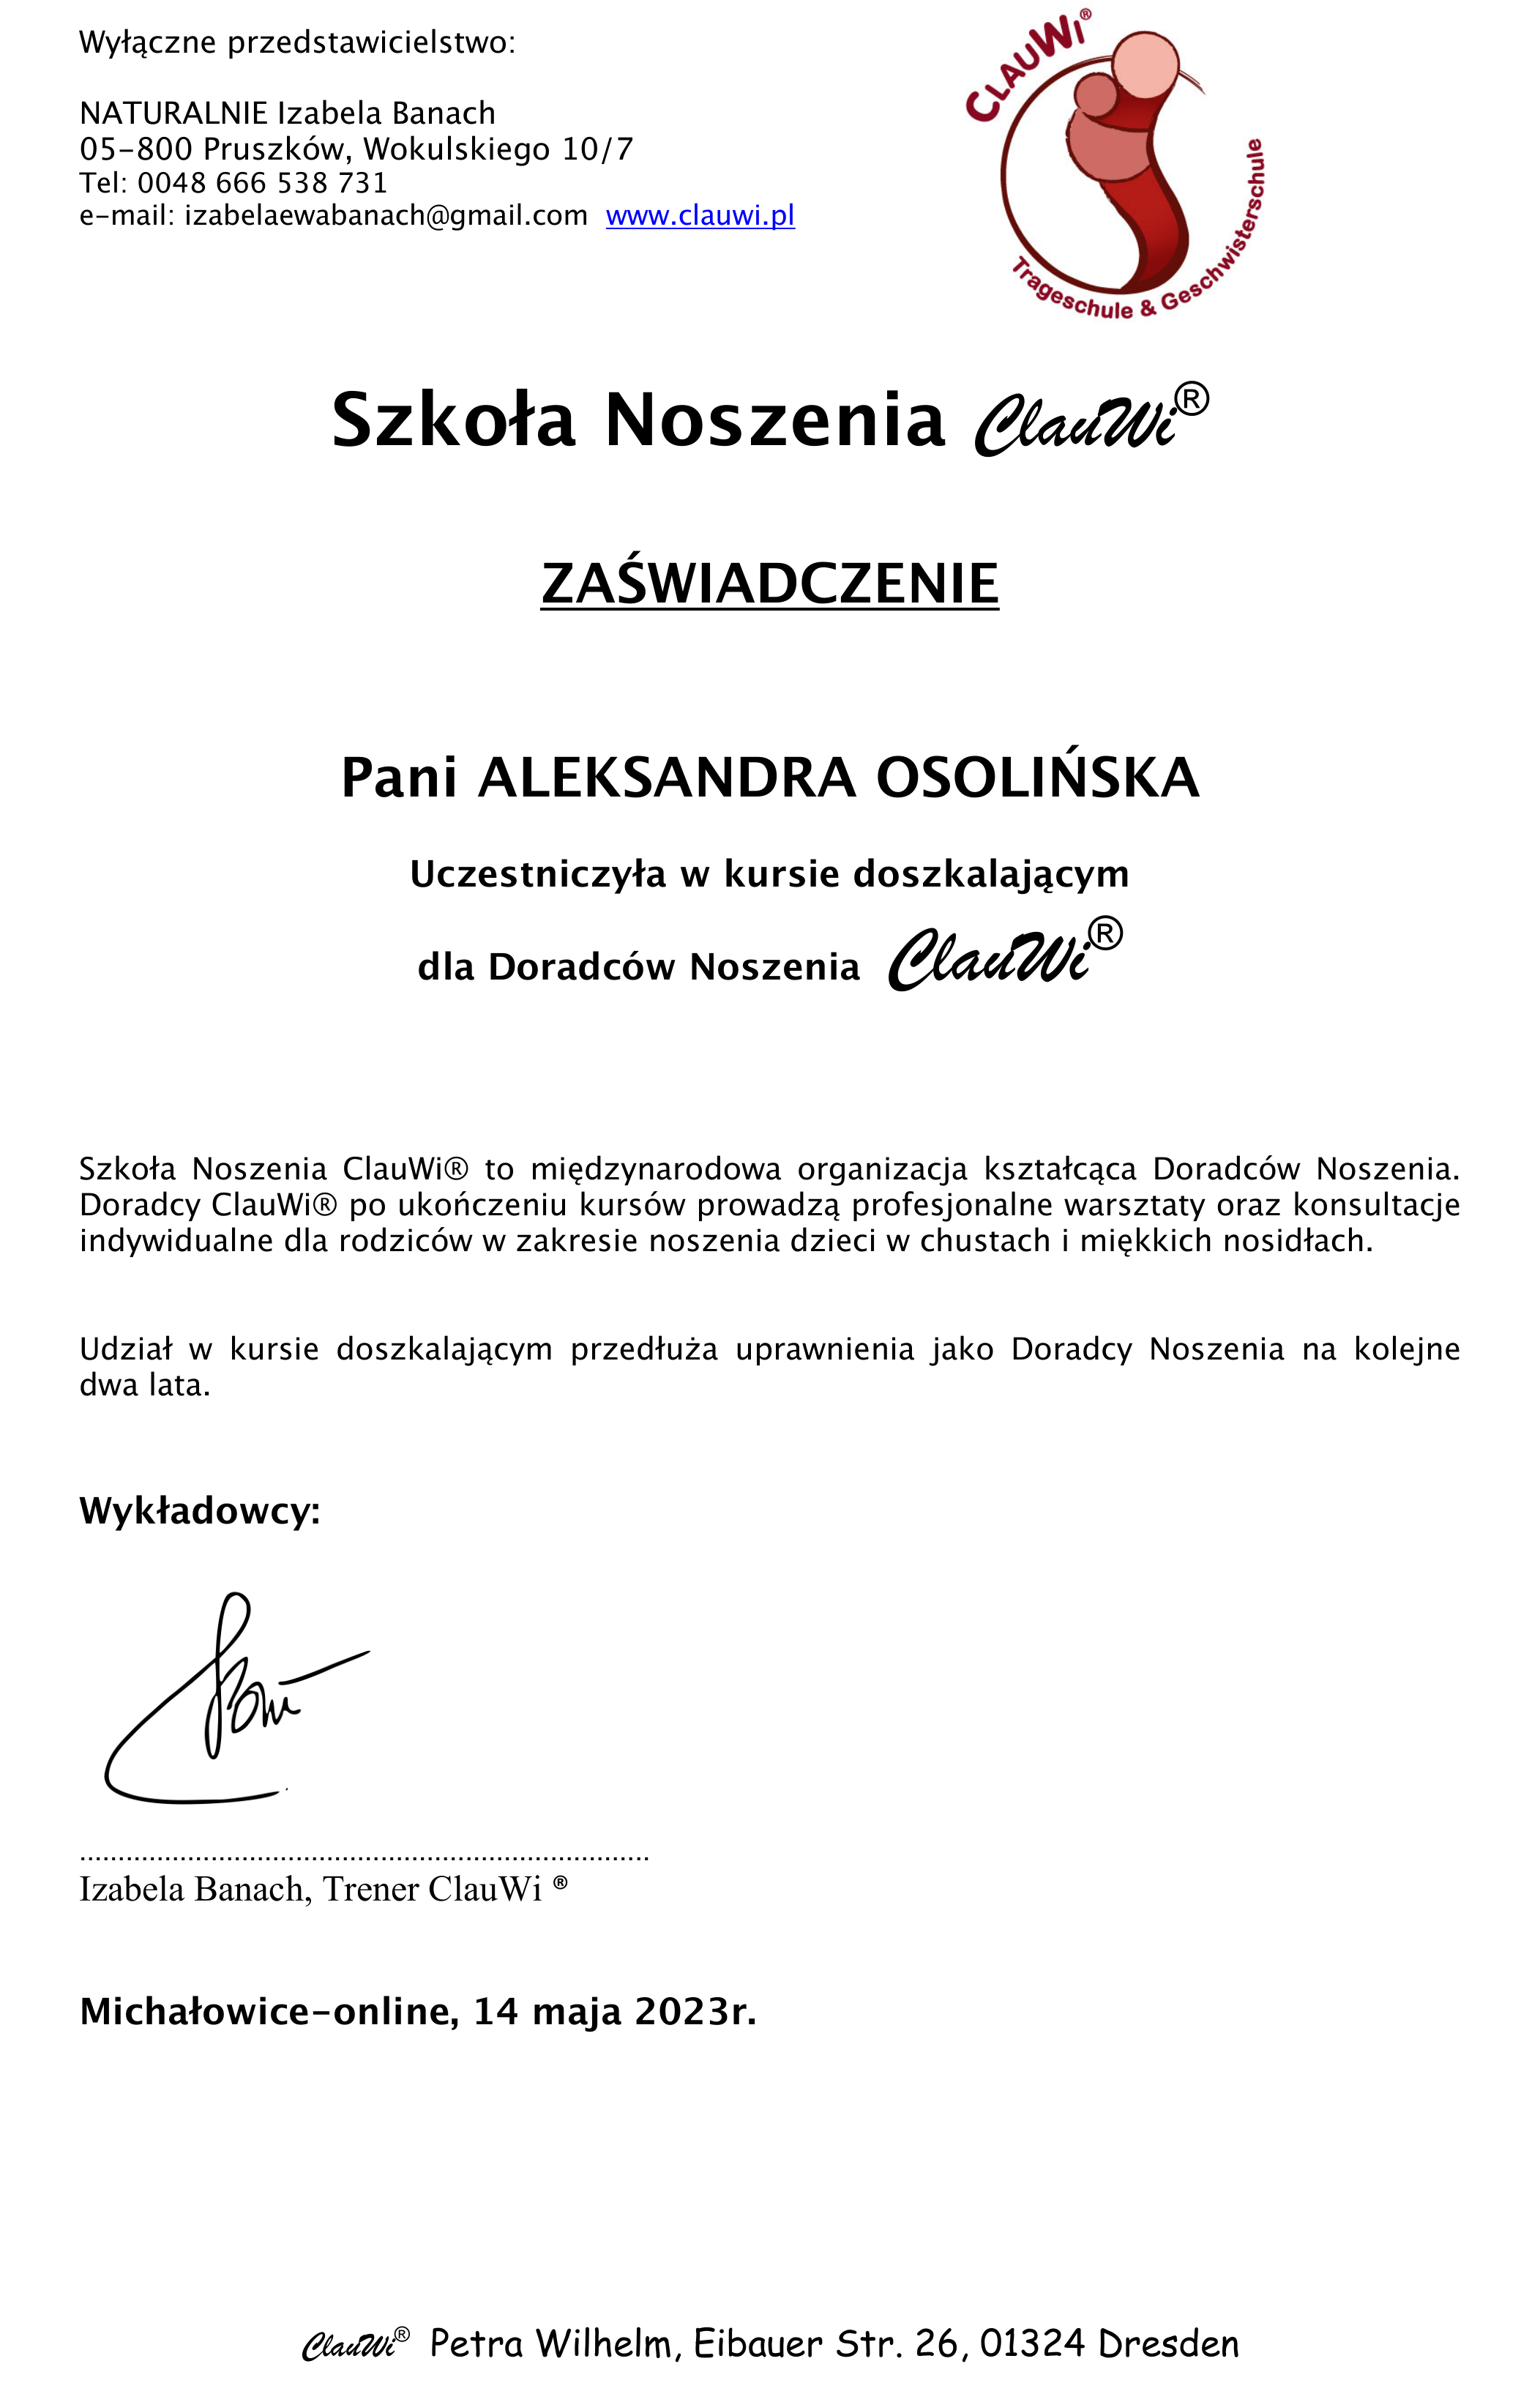 Wyłączne przedstawicielstwo:
NATURALNIE Izabela Banach
05-800 Pruszków, Wokulskiego 10/7
Tel: 0048 666 538 731
e-mail: izabelaewabanach@gmail.com www.clauwi.pl
CLAUWI®
Trageschule & Geschwisterschule
Szkoła Noszenia ClauWi®
ZAŚWIADCZENIE
Pani ALEKSANDRA OSOLIŃSKA
Uczestniczyła w kursie doszkalającym
dla Doradców Noszenia ClauWi®
Szkoła Noszenia ClauWi® to międzynarodowa organizacja kształcąca Doradców Noszenia.
Doradcy ClauWi® po ukończeniu kursów prowadzą profesjonalne warsztaty oraz konsultacje
indywidualne dla rodziców w zakresie noszenia dzieci w chustach i miękkich nosidłach.
Udział w kursie doszkalającym przedłuża uprawnienia jako Doradcy Noszenia na kolejne
dwa lata.
Wykładowcy:
..........................................................................
Izabela Banach, Trener ClauWi ®
Michałowice-online, 14 maja 2023r.
ClauWi® Petra Wilhelm, Eibauer Str. 26, 01324 Dresden